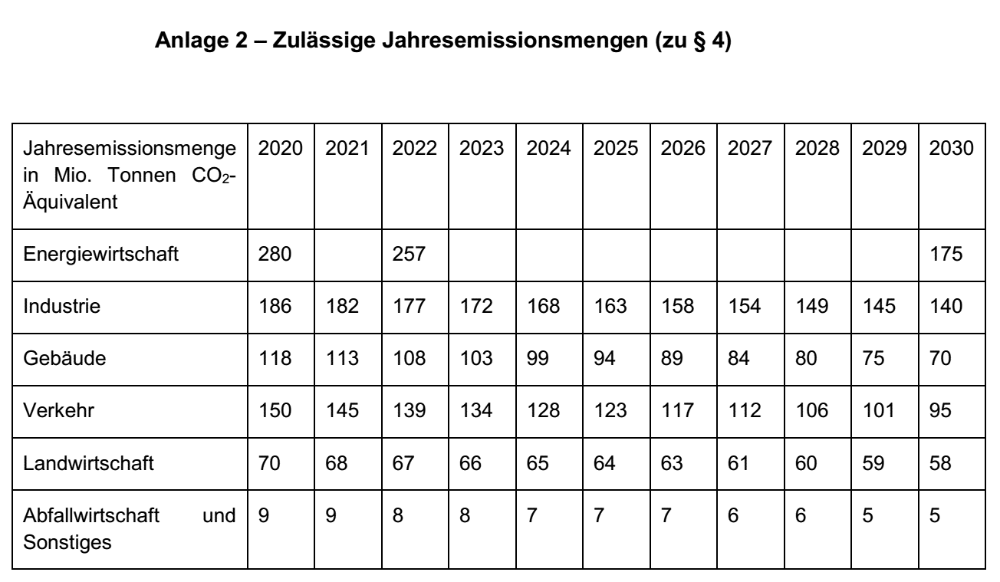 Anlage 2 – Zulässige Jahresemissionsmengen (zu § 4)
Jahresemissionsmenge 2020 2021 2022 2023 2024 2025 2026 2027 2028 2029 2030
in Mio. Tonnen CO₂-
Äquivalent
Energiewirtschaft 280 257 175
Industrie 186 182 177 172 168 163 158 154 149 145 140
Gebäude 118 113 108 103 99 94 89 84 80 75 70
Verkehr 150 145 139 134 128 123 117 112 106 101 95
Landwirtschaft 70 68 67 66 65 64 63 61 60 59 58
Abfallwirtschaft und 9 9 8 8 7 7 7 6 6 5 5
Sonstiges